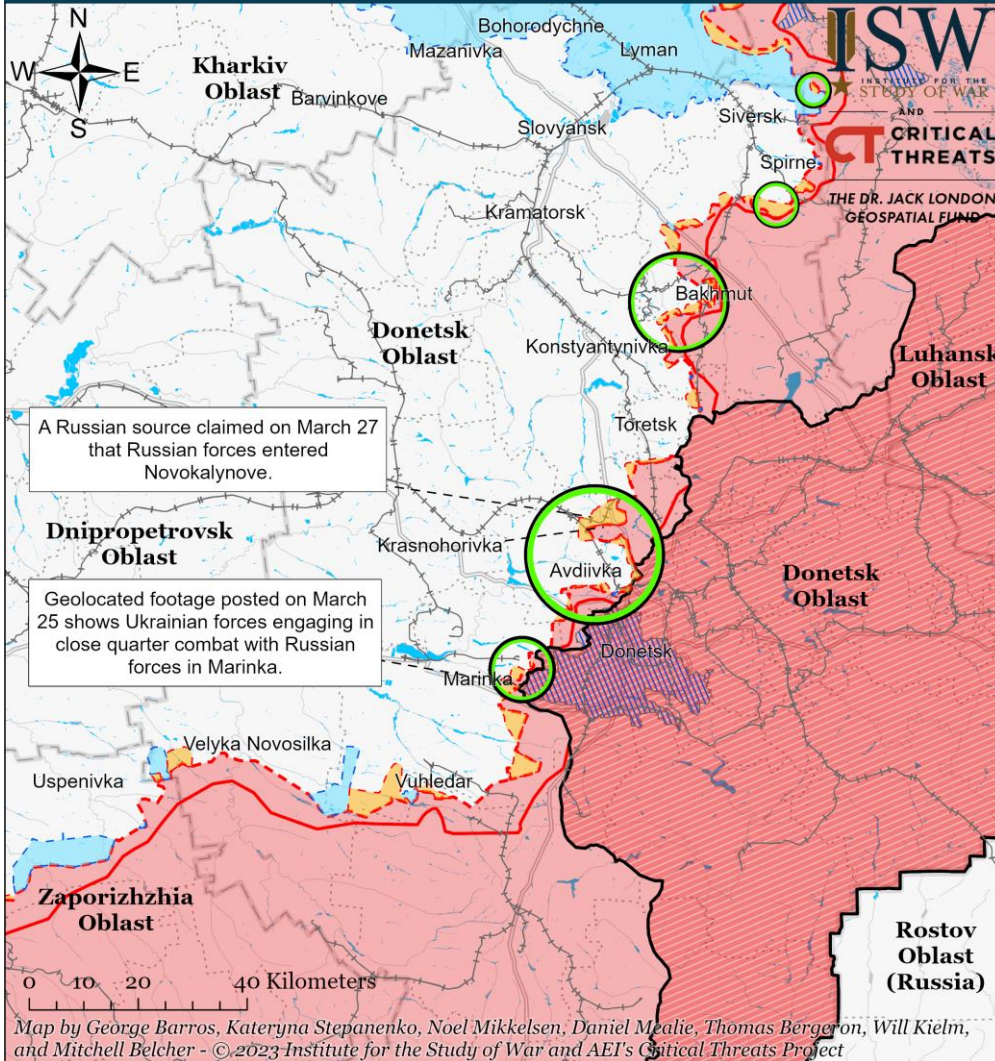 N
W E
S
ISW
INSTITUTE FOR THE
STUDY OF WAR
AND
CT CRITICAL
THREATS
THE DR. JACK LONDON
GEOSPATIAL FUND
Bohorodychne
Mazanivka
Lyman
Kharkiv
Oblast
Barvinkove
Slovyansk
Siversk
Spirne
Kramatorsk
Bakhmut
Donetsk
Oblast
Konstyantynivka
Luhansk
Oblast
A Russian source claimed on March 27
that Russian forces entered
Novokalynove.
Toretsk
Dnipropetrovsk
Oblast
Krasnohorivka
Avdiivka
Donetsk
Oblast
Geolocated footage posted on March
25 shows Ukrainian forces engaging in
close quarter combat with Russian
forces in Marinka.
Donetsk
Marinka
Velyka Novosilka
Uspenivka
Vuhledar
Zaporizhzhia
Oblast
Rostov
Oblast
(Russia)
0 10 20 40 Kilometers
Map by George Barros, Kateryna Stepanenko, Noel Mikkelsen, Daniel Mealie, Thomas Bergeron, Will Kielm,
and Mitchell Belcher - © 2023 Institute for the Study of War and AEI's Critical Threats Project